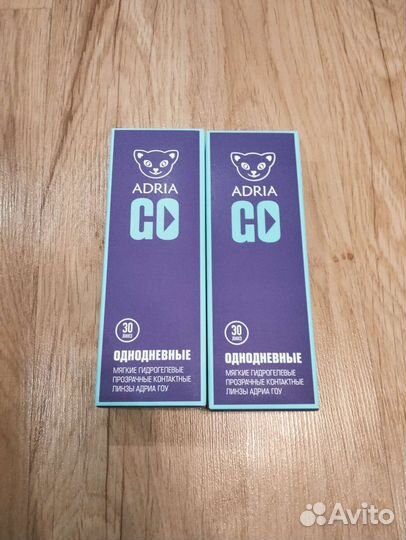 ADRIA
GO
30
ЛИНЗ
ОДНОДНЕВНЫЕ
МЯГКИЕ ГИДРОГЕЛЕВЫЕ
ПРОЗРАЧНЫЕ КОНТАКТНЫЕ
ЛИНЗЫ АДРИА ГОУ
ADRIA
GO
30
ЛИНЗ
ОДНОДНЕВНЫЕ
МЯГКИЕ ГИДРОГЕЛЕВЫЕ
ПРОЗРАЧНЫЕ КОНТАКТНЫЕ
ЛИНЗЫ АДРИА ГОУ
Avito